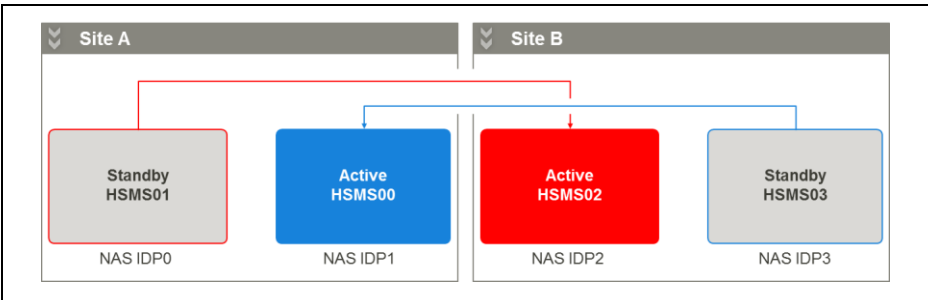 Site A
Site B
Standby
HSMS01
Active
HSMS00
Active
HSMS02
Standby
HSMS03
NAS IDP0
NAS IDP1
NAS IDP2
NAS IDP3